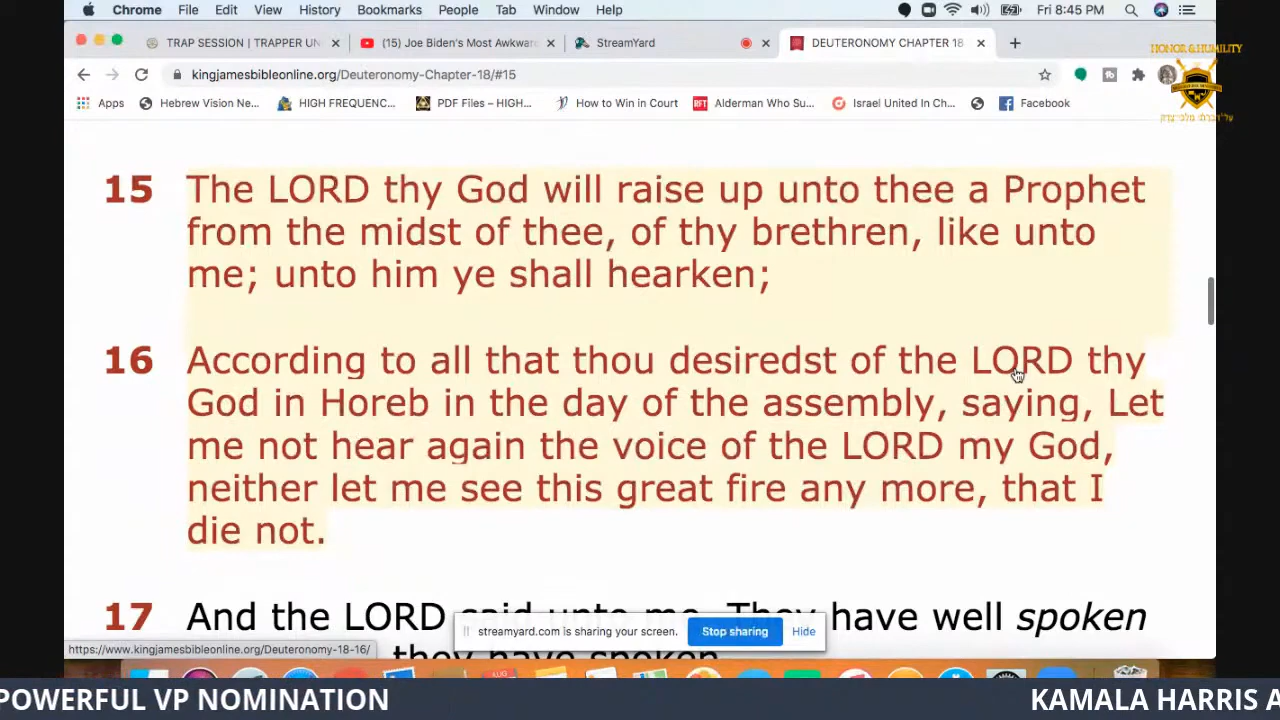 Chrome File Edit View History Bookmarks People Tab Window Help Fri 8:45 PM
TRAP SESSION | TRAPPER UN (15) Joe Biden's Most Awkwar StreamYard DEUTERONOMY CHAPTER 18
HONOR & HUMILITY
kingjamesbibleonline.org/Deuteronomy-Chapter-18/#15
Apps Hebrew Vision Ne... HIGH FREQUENC... PDF Files – HIGH... How to Win in Court RFT Alderman Who Su... Israel United In Ch... Facebook
15 The LORD thy God will raise up unto thee a Prophet
from the midst of thee, of thy brethren, like unto
me; unto him ye shall hearken;
16 According to all that thou desiredst of the LORD thy
God in Horeb in the day of the assembly, saying, Let
me not hear again the voice of the LORD my God,
neither let me see this great fire any more, that I
die not.
17 And the LORD said unto me, They have well spoken
streamyard.com is sharing your screen. Stop sharing Hide
https://www.kingjamesbibleonline.org/Deuteronomy-18-16/
they have spoken
POWERFUL VP NOMINATION KAMALA HARRIS A